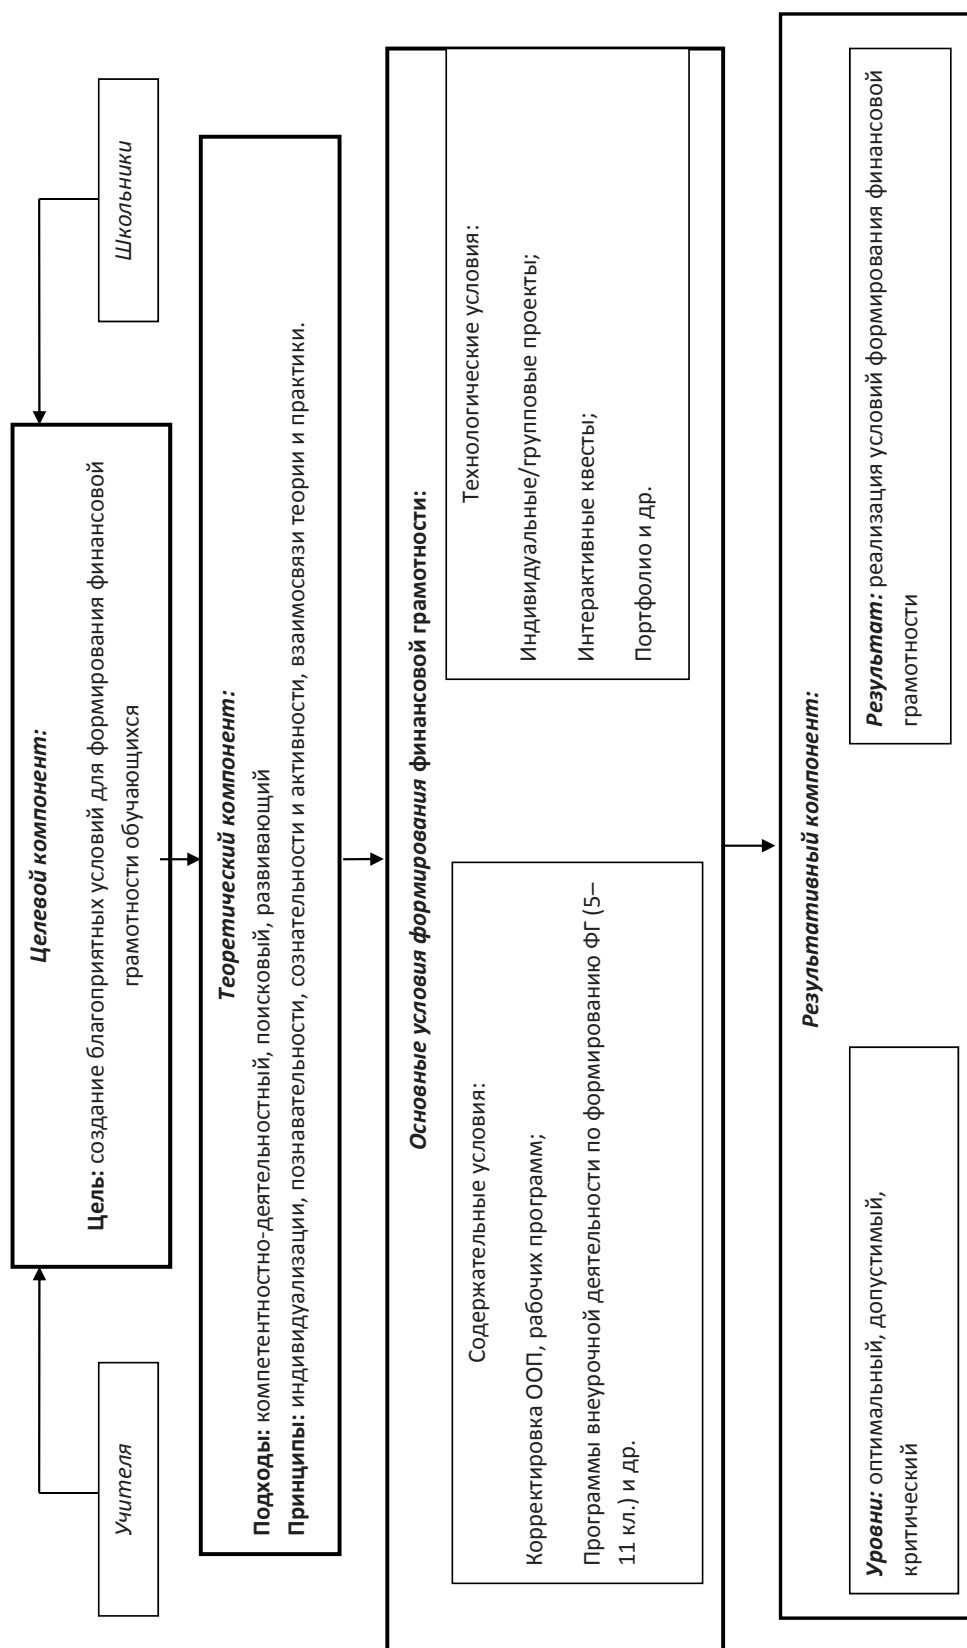 Учителя
Школьники
Целевой компонент:
Цель: создание благоприятных условий для формирования финансовой
грамотности обучающихся
Теоретический компонент:
Подходы: компетентностно-деятельностный, поисковый, развивающий
Принципы: индивидуализации, познавательности, сознательности и активности, взаимосвязи теории и практики.
Основные условия формирования финансовой грамотности:
Содержательные условия:
Корректировка ООП, рабочих программ;
Программы внеурочной деятельности по формированию ФГ (5–
11 кл.) и др.
Технологические условия:
Индивидуальные/групповые проекты;
Интерактивные квесты;
Портфолио и др.
Результативный компонент:
Уровни: оптимальный, допустимый,
критический
Результат: реализация условий формирования финансовой
грамотности